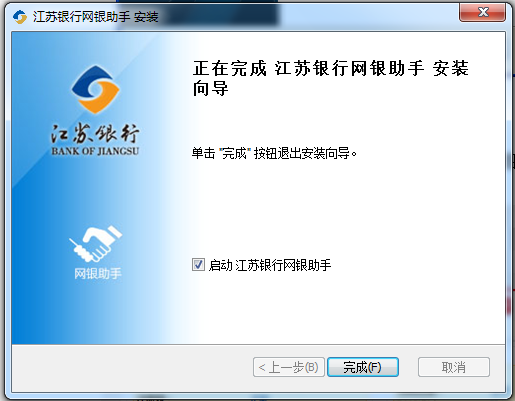 江苏银行网银助手 安装
江苏银行
BANK OF JIANGSU
网银助手
正在完成 江苏银行网银助手 安装
向导
单击 "完成" 按钮退出安装向导。
启动 江苏银行网银助手
< 上一步(B)
完成(F)
取消